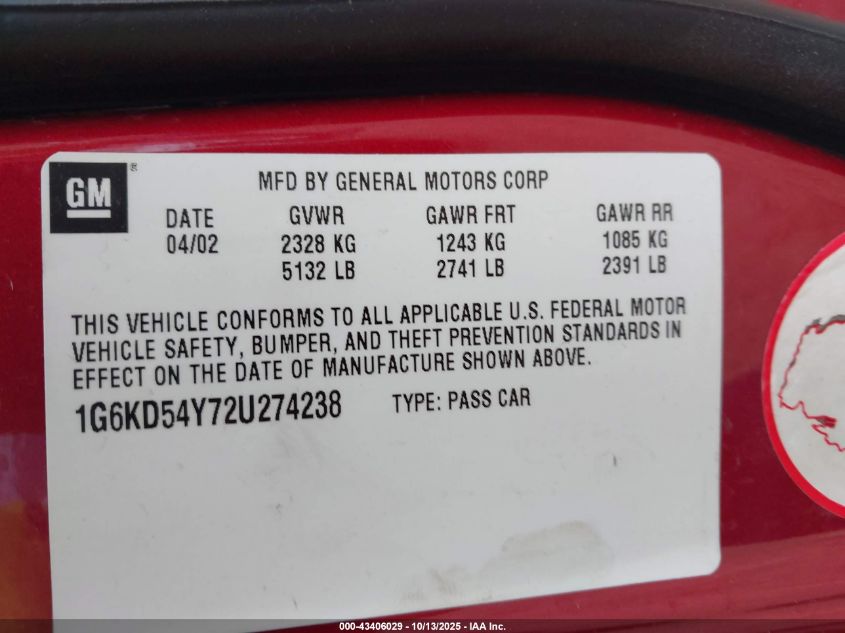 GM ®
MFD BY GENERAL MOTORS CORP
DATE GVWR GAWR FRT GAWR RR
04/02 2328 KG 1243 KG 1085 KG
5132 LB 2741 LB 2391 LB
THIS VEHICLE CONFORMS TO ALL APPLICABLE U.S. FEDERAL MOTOR
VEHICLE SAFETY, BUMPER, AND THEFT PREVENTION STANDARDS IN
EFFECT ON THE DATE OF MANUFACTURE SHOWN ABOVE.
1G6KD54Y72U274238 TYPE: PASS CAR
000-43406029 - 10/13/2025 - IAA Inc.